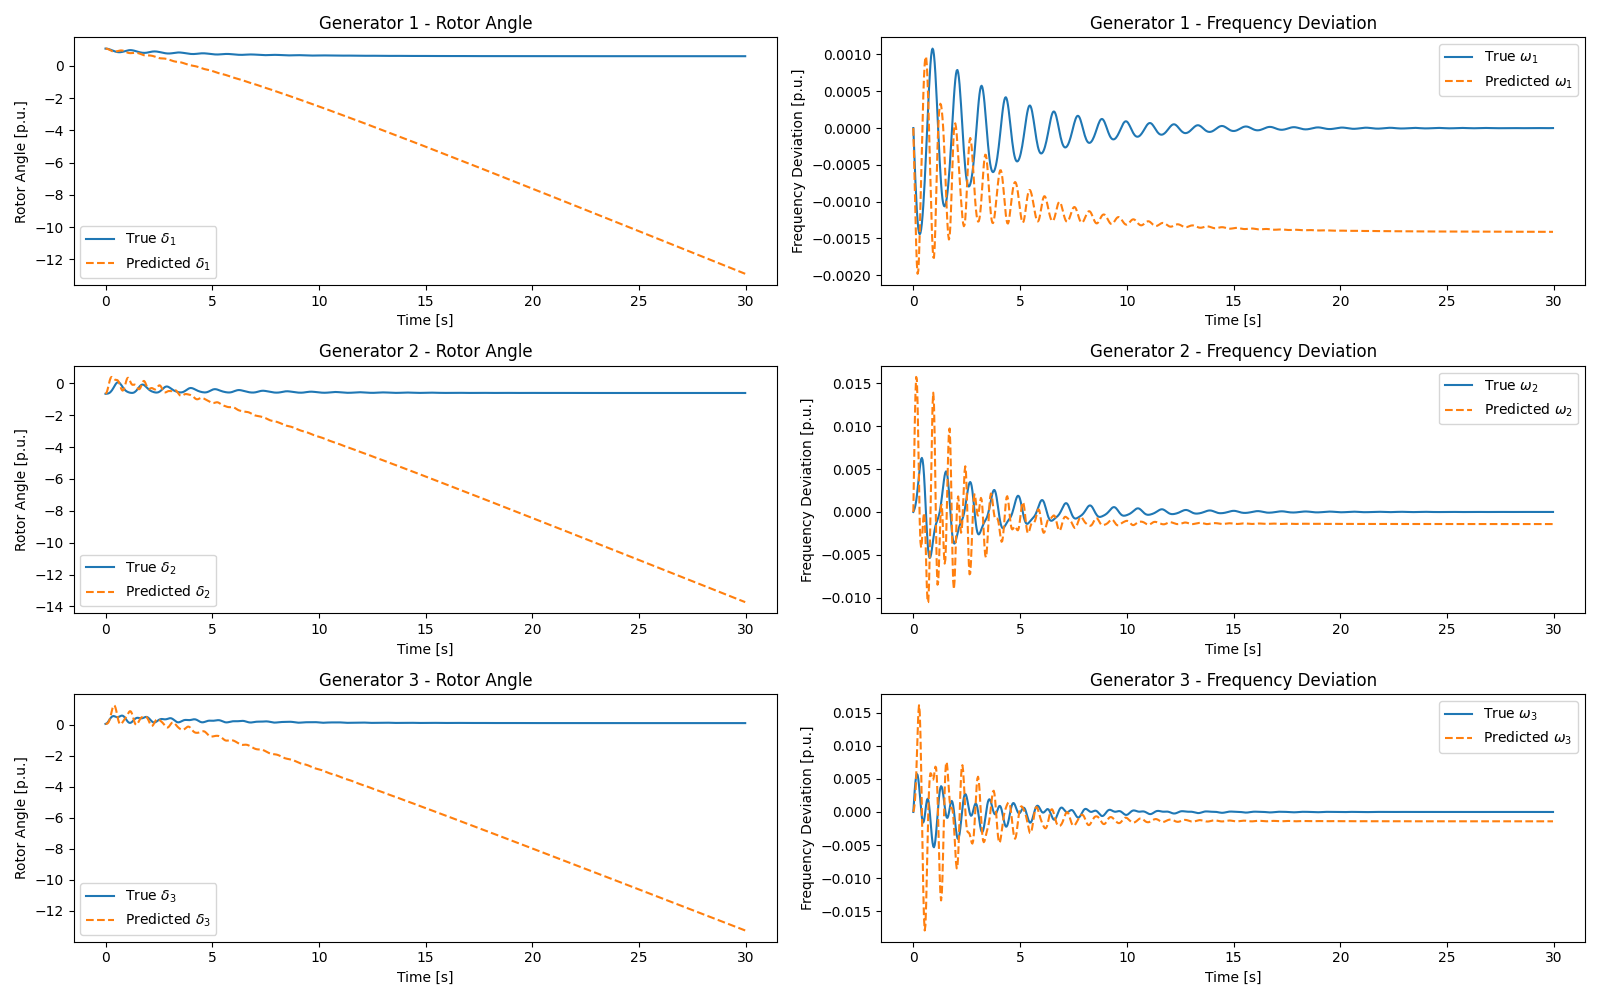 Generator 1 - Rotor Angle
Rotor Angle [p.u.]
0
−2
−4
−6
−8
−10
−12
True δ1
Predicted δ1
0 5 10 15 20 25 30
Time [s]
Generator 1 - Frequency Deviation
Frequency Deviation [p.u.]
0.0010
0.0005
0.0000
−0.0005
−0.0010
−0.0015
−0.0020
True ω1
Predicted ω1
0 5 10 15 20 25 30
Time [s]
Generator 2 - Rotor Angle
Rotor Angle [p.u.]
0
−2
−4
−6
−8
−10
−12
−14
True δ2
Predicted δ2
0 5 10 15 20 25 30
Time [s]
Generator 2 - Frequency Deviation
Frequency Deviation [p.u.]
0.015
0.010
0.005
0.000
−0.005
−0.010
True ω2
Predicted ω2
0 5 10 15 20 25 30
Time [s]
Generator 3 - Rotor Angle
Rotor Angle [p.u.]
0
−2
−4
−6
−8
−10
−12
True δ3
Predicted δ3
0 5 10 15 20 25 30
Time [s]
Generator 3 - Frequency Deviation
Frequency Deviation [p.u.]
0.015
0.010
0.005
0.000
−0.005
−0.010
−0.015
True ω3
Predicted ω3
0 5 10 15 20 25 30
Time [s]